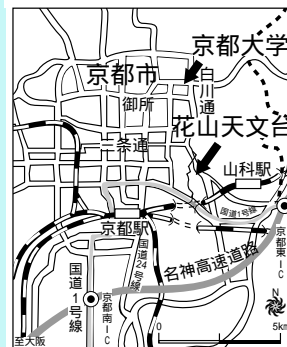 京都大学
京都市
白川通
御所
花山天文台
三条通
山科駅
国道1号線
京都駅
京都東IC
国道24号線
名神高速道路
国道1号線
京都南IC
N
至大阪
0 5km